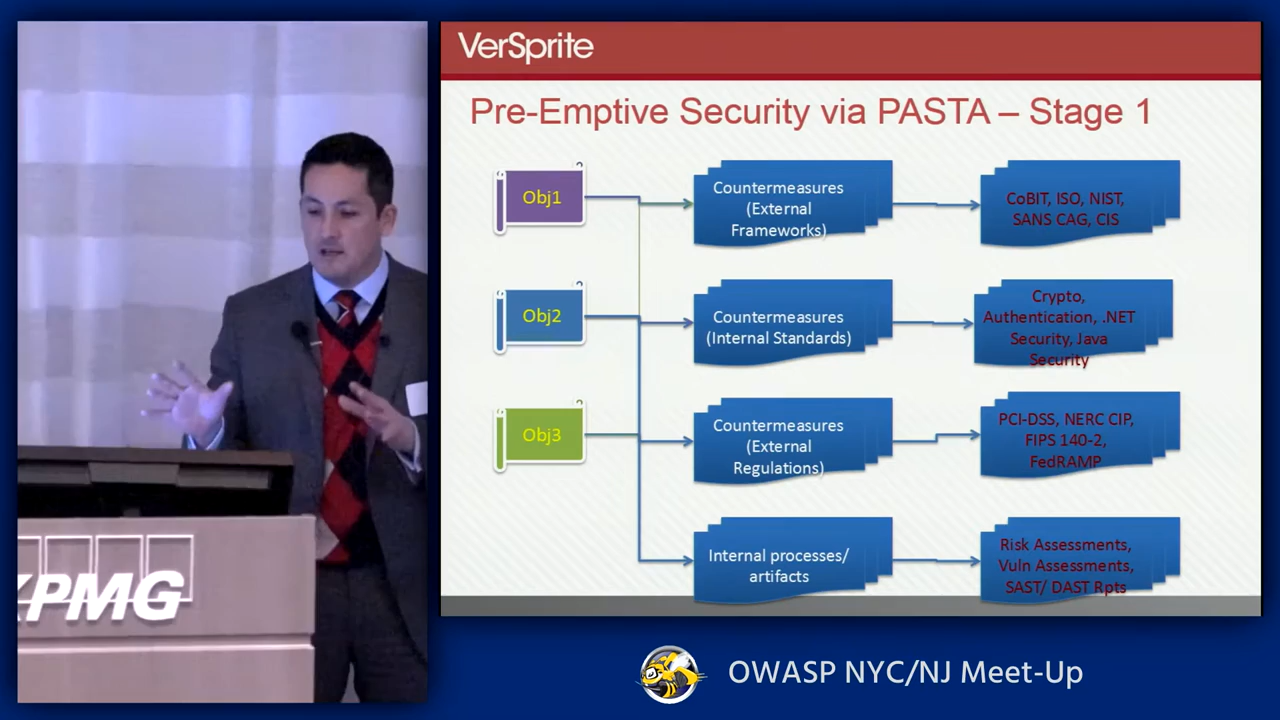 VerSprite
Pre-Emptive Security via PASTA – Stage 1
Obj1
Countermeasures
(External
Frameworks)
CoBIT, ISO, NIST,
SANS CAG, CIS
Obj2
Countermeasures
(Internal Standards)
Crypto,
Authentication, .NET
Security, Java
Security
Obj3
Countermeasures
(External
Regulations)
PCI-DSS, NERC CIP,
FIPS 140-2,
FedRAMP
Internal processes/
artifacts
Risk Assessments,
Vuln Assessments,
SAST/ DAST Rpts
KPMG
OWASP NYC/NJ Meet-Up